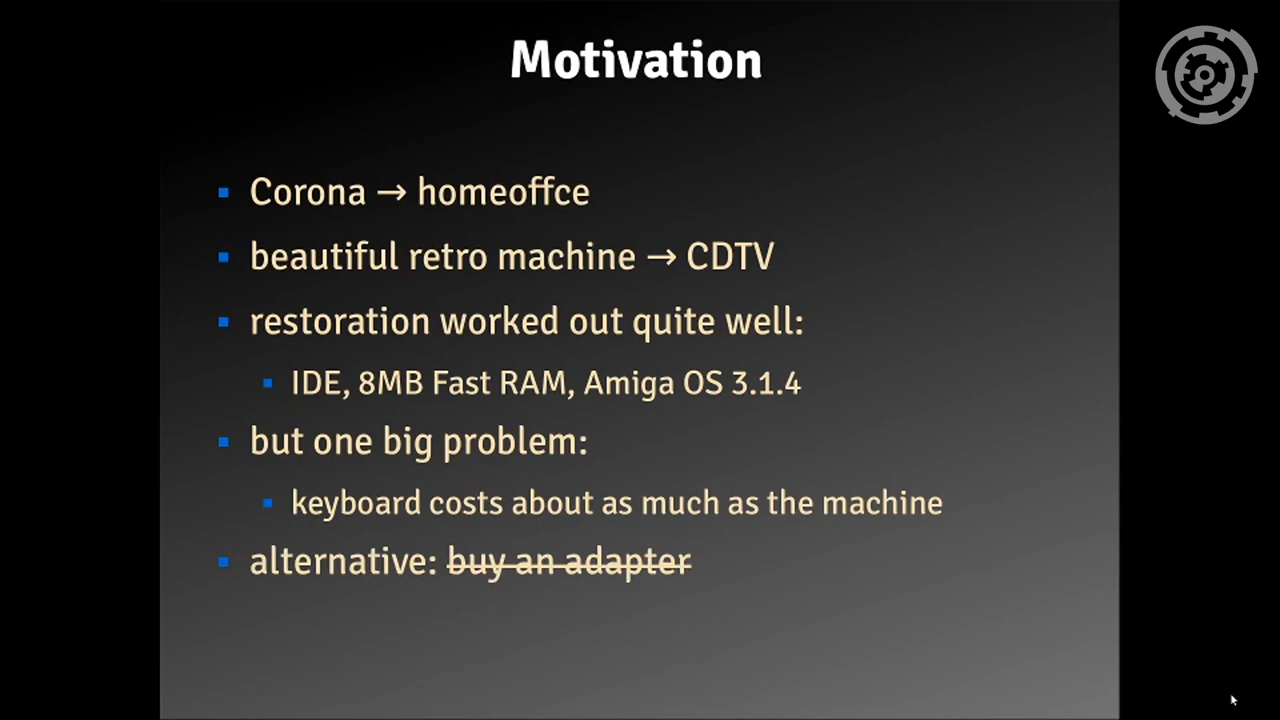 Motivation
Corona → homeoffce
beautiful retro machine → CDTV
restoration worked out quite well:
IDE, 8MB Fast RAM, Amiga OS 3.1.4
but one big problem:
keyboard costs about as much as the machine
alternative: buy an adapter